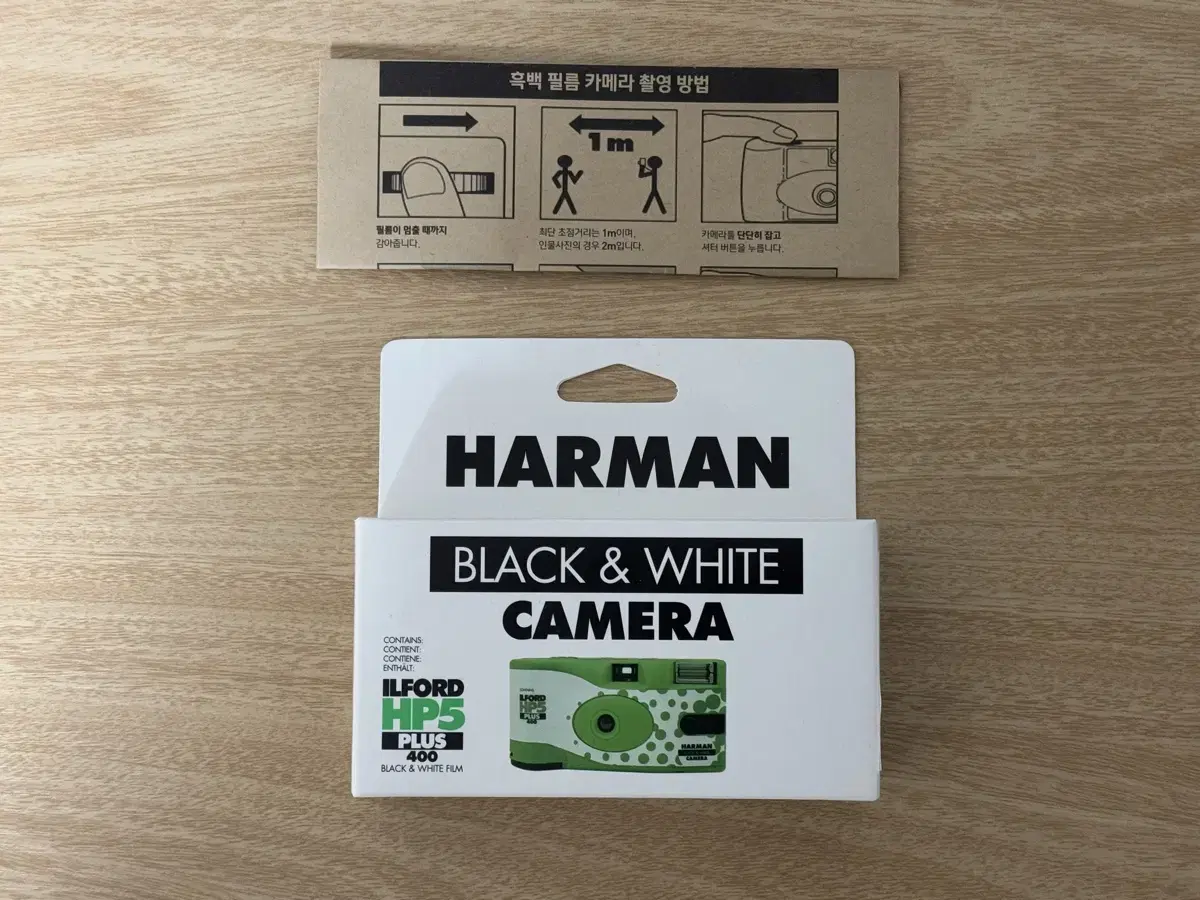 흑백 필름 카메라 촬영 방법
1m
필름이 멈출 때까지
감아줍니다.
최단 초점거리는 1m이며,
인물사진의 경우 2m입니다.
카메라를 단단히 잡고
셔터 버튼을 누릅니다.
HARMAN
BLACK & WHITE
CAMERA
CONTAINS:
CONTIENT:
CONTIENE:
ENTHÄLT:
ILFORD
HP5
PLUS
400
BLACK & WHITE FILM
ILFORD
HP5
PLUS
400
HARMAN
CAMERA